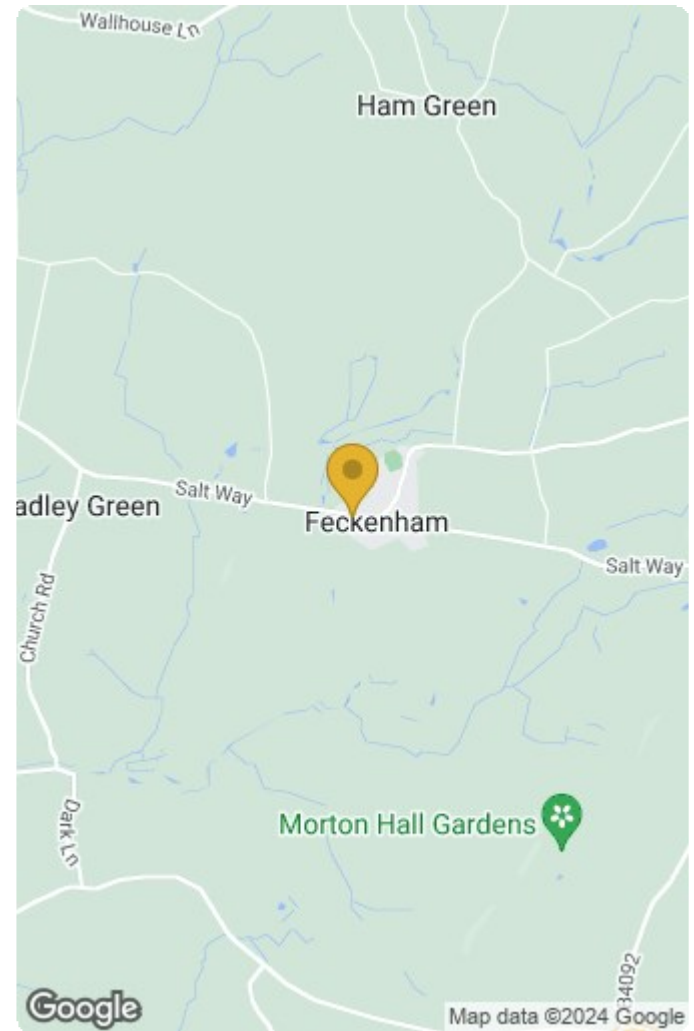 Wallhouse Ln
Ham Green
Salt Way
adley Green
Feckenham
Salt Way
Church Rd
Morton Hall Gardens
Dark Ln
34092
Google
Map data ©2024 Google